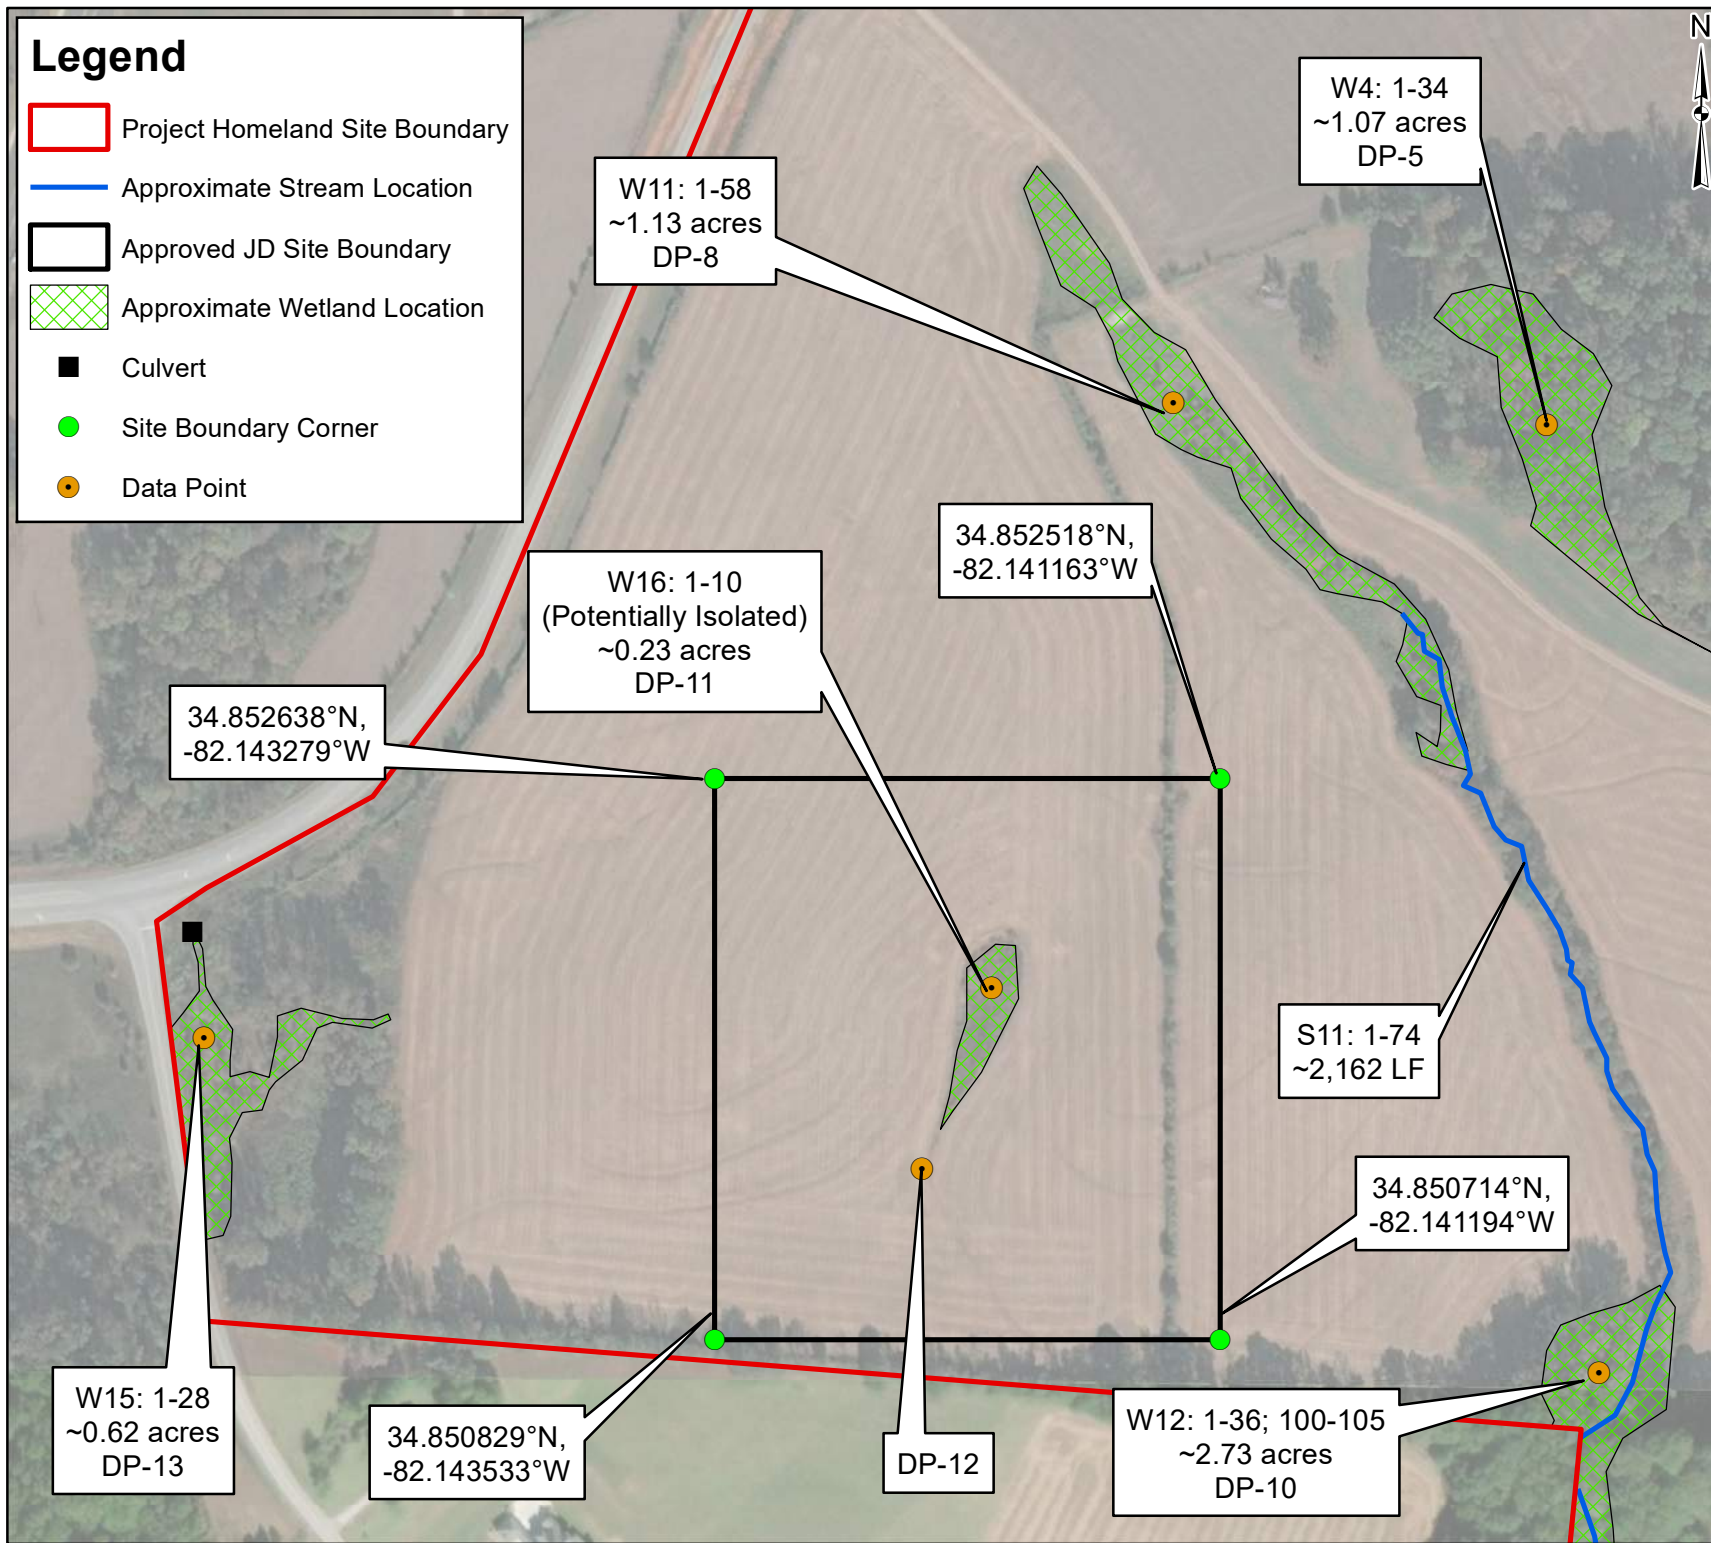 Legend
Project Homeland Site Boundary
Approximate Stream Location
Approved JD Site Boundary
Approximate Wetland Location
Culvert
Site Boundary Corner
Data Point
N
W4: 1-34
~1.07 acres
DP-5
W11: 1-58
~1.13 acres
DP-8
34.852518°N,
-82.141163°W
W16: 1-10
(Potentially Isolated)
~0.23 acres
DP-11
34.852638°N,
-82.143279°W
S11: 1-74
~2,162 LF
34.850714°N,
-82.141194°W
W15: 1-28
~0.62 acres
DP-13
34.850829°N,
-82.143533°W
DP-12
W12: 1-36; 100-105
~2.73 acres
DP-10